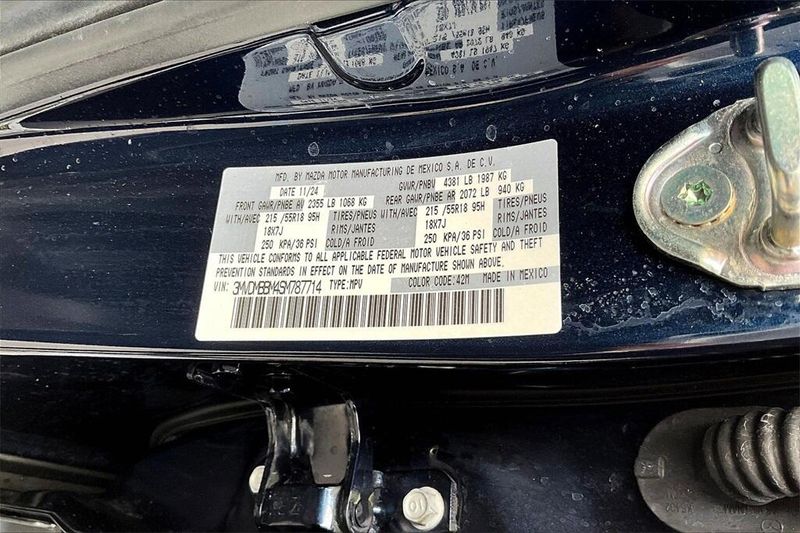 MFD. BY MAZDA MOTOR MANUFACTURING DE MEXICO S.A. DE C.V.
DATE 11/24 GVWR/PNBV 4381 LB 1987 KG
FRONT GAWR/PNBE AV 2355 LB 1068 KG REAR GAWR/PNBE AR 2072 LB 940 KG
WITH/AVEC 215 /55R18 95H TIRES/PNEUS WITH/AVEC 215 /55R18 95H TIRES/PNEUS
18X7J RIMS/JANTES 18X7J RIMS/JANTES
250 KPA/36 PSI COLD/A FROID 250 KPA/36 PSI COLD/A FROID
THIS VEHICLE CONFORMS TO ALL APPLICABLE FEDERAL MOTOR VEHICLE SAFETY AND THEFT
PREVENTION STANDARDS IN EFFECT ON THE DATE OF MANUFACTURE SHOWN ABOVE.
VIN: 3MVDMBBM4SM787714 TYPE: MPV COLOR CODE: 42M MADE IN MEXICO